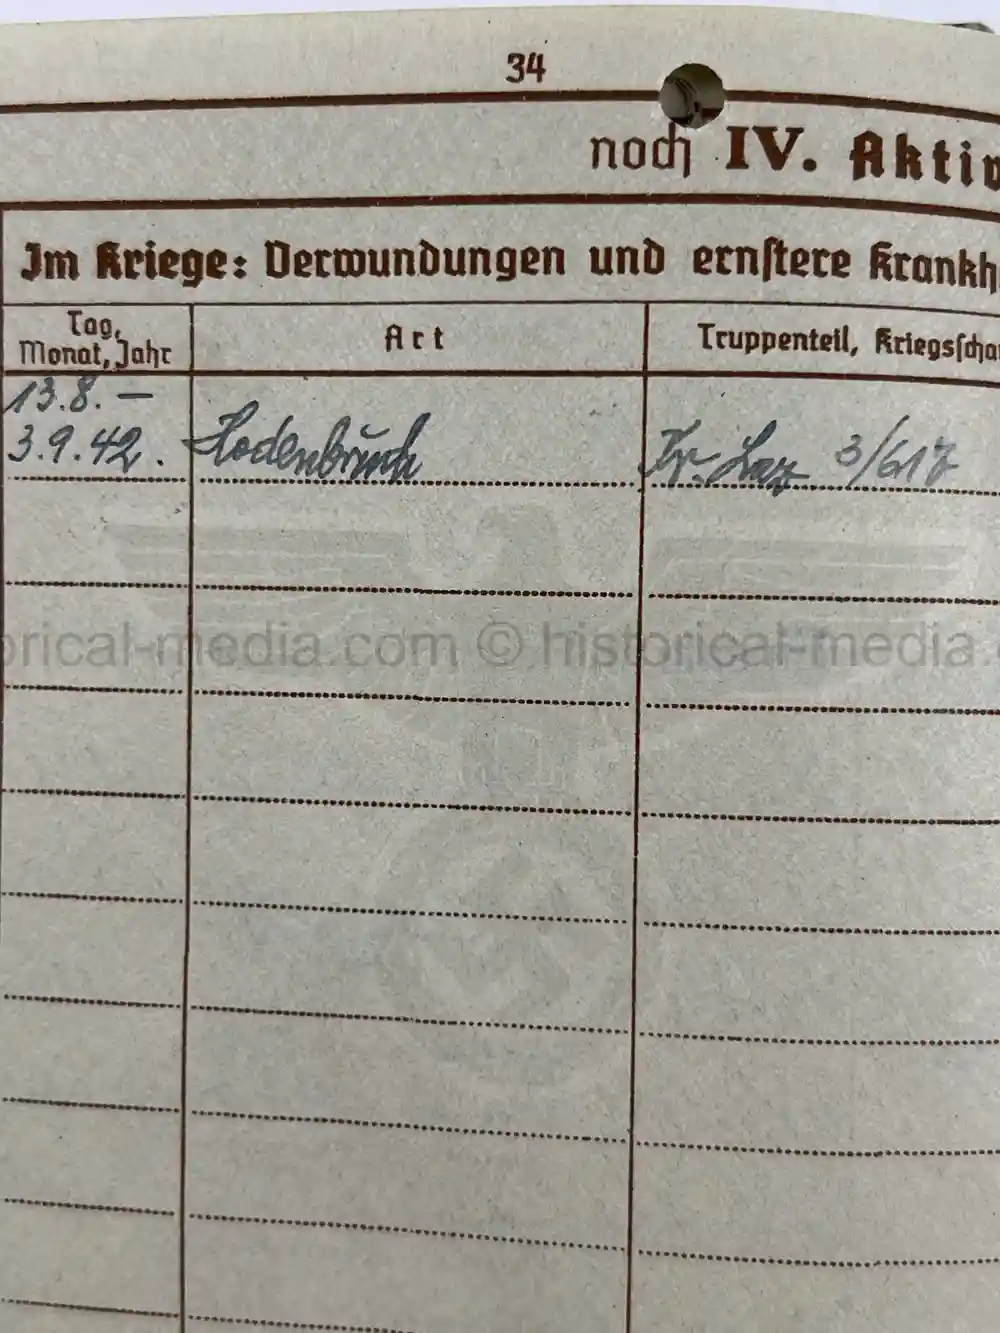 34
noch IV. Aktiv
Im Kriege: Verwundungen und ernstere Krankh
Tag, Monat, Jahr
Art
Truppenteil, Kriegsscha
13.8. –
3.9.42. Hodenbruch Kr. Laz 3/617
orical-media.com © historical-media.